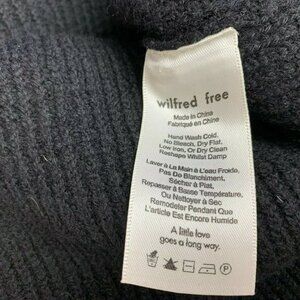 wilfred free
Made in China
Fabriqué en Chine
Hand Wash Cold.
No Bleach, Dry Flat.
Low Iron, Or Dry Clean
Reshape Whilst Damp
Laver à La Main à L'eau Froide.
Pas De Blanchiment,
Sécher à Plat,
Repasser à Basse Température.
Ou Nettoyer à Sec
Remodeler Pendant Que
L'article Est Encore Humide
A little love
goes a long way.
P